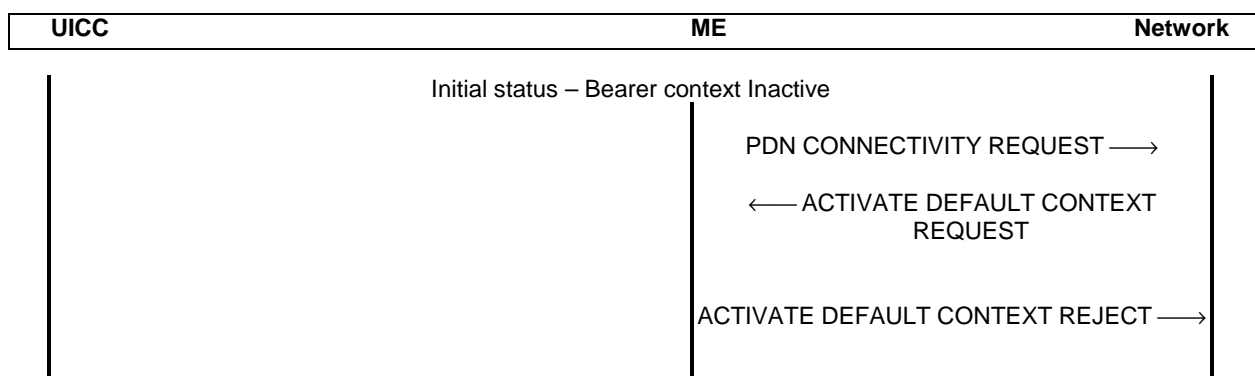 UICC ME Network
Initial status – Bearer context Inactive
PDN CONNECTIVITY REQUEST ⟶
⟵ ACTIVATE DEFAULT CONTEXT
REQUEST
ACTIVATE DEFAULT CONTEXT REJECT ⟶